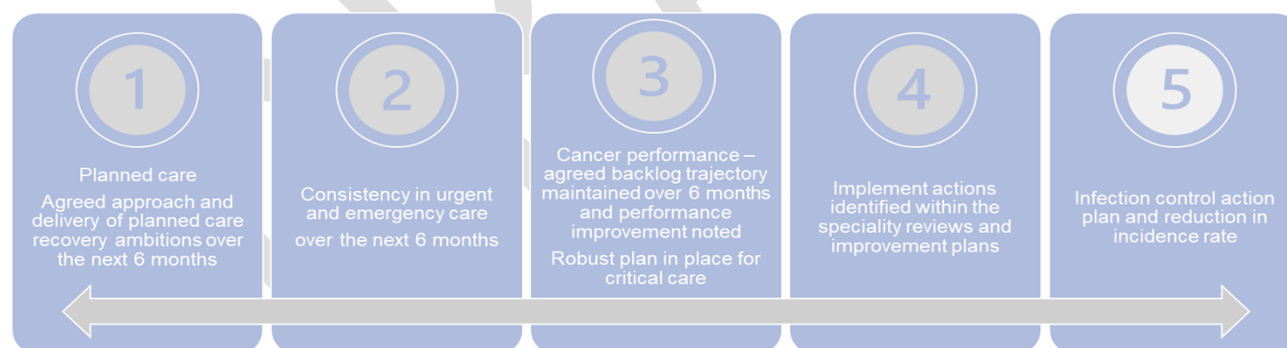 1
Planned care
Agreed approach and
delivery of planned care
recovery ambitions over
the next 6 months
2
Consistency in urgent
and emergency care
over the next 6 months
3
Cancer performance –
agreed backlog trajectory
maintained over 6 months
and performance
improvement noted
Robust plan in place for
critical care
4
Implement actions
identified within the
speciality reviews and
improvement plans
5
Infection control action
plan and reduction in
incidence rate